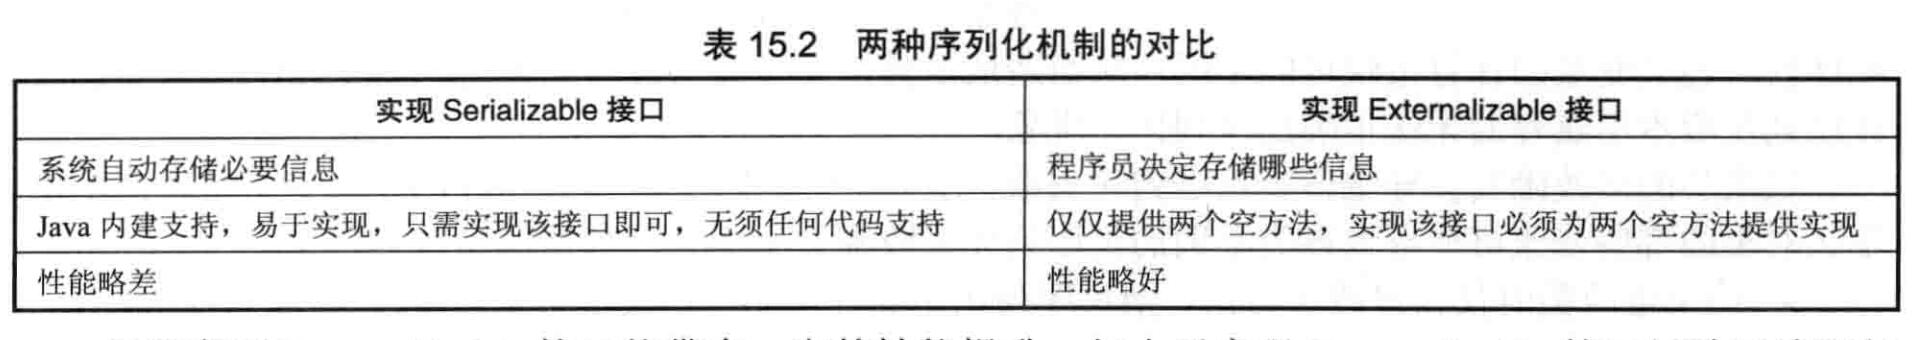 表 15.2 两种序列化机制的对比
实现 Serializable 接口 实现 Externalizable 接口
系统自动存储必要信息 程序员决定存储哪些信息
Java 内建支持，易于实现，只需实现该接口即可，无须任何代码支持 仅仅提供两个空方法，实现该接口必须为两个空方法提供实现
性能略差 性能略好